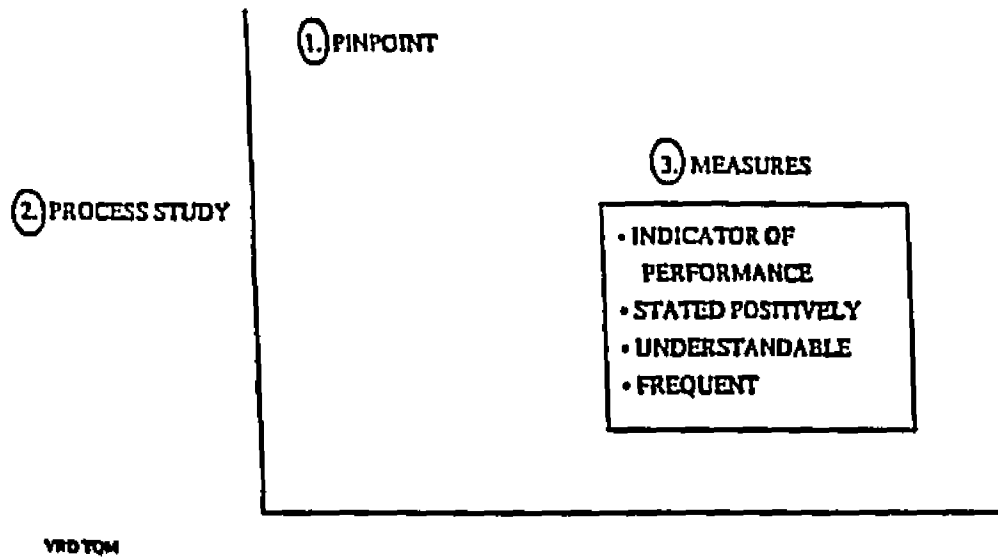 1. PINPOINT
2. PROCESS STUDY
3. MEASURES
• INDICATOR OF
PERFORMANCE
• STATED POSITIVELY
• UNDERSTANDABLE
• FREQUENT
VRD TQM